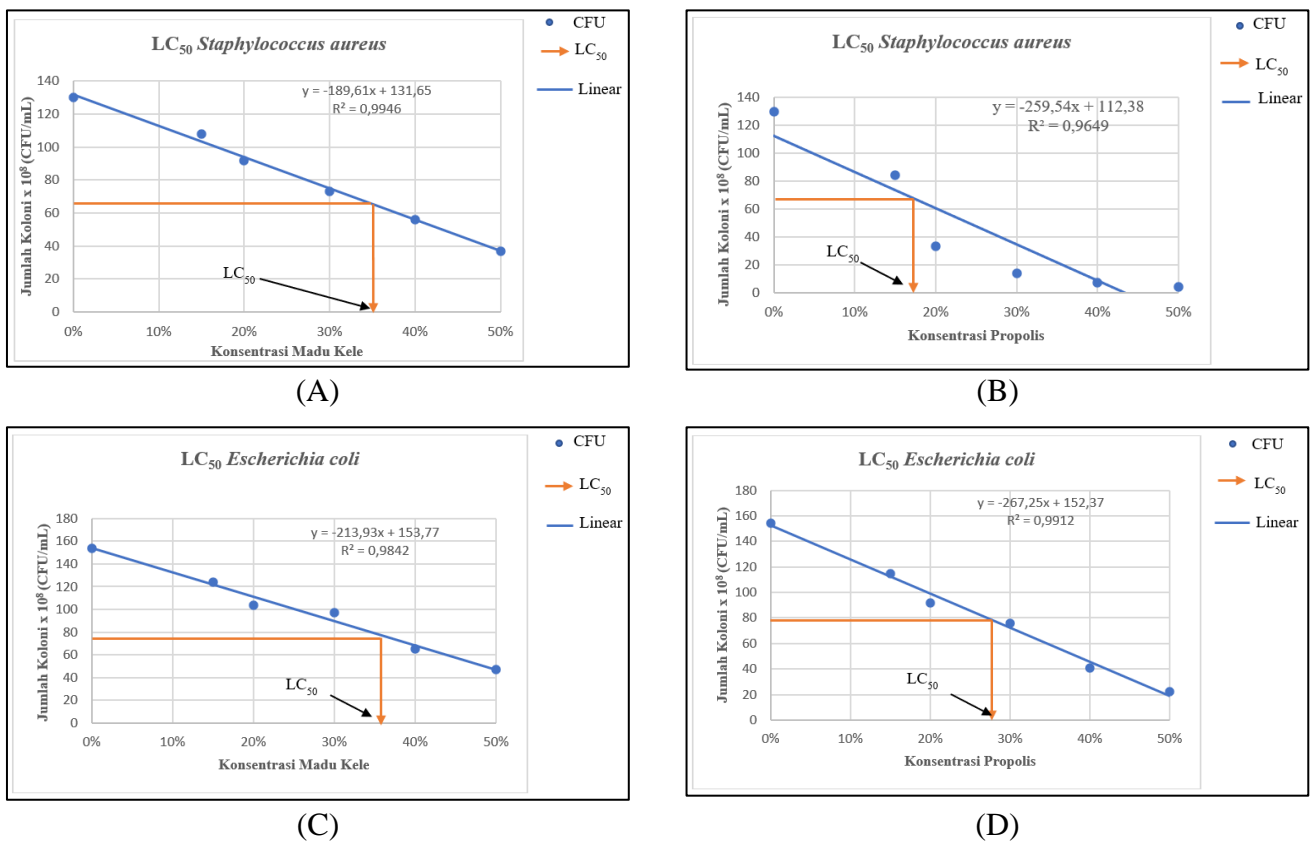 LC₅₀ Staphylococcus aureus
CFU
LC₅₀
Linear
y = -189,61x + 131,65
R² = 0,9946
Jumlah Koloni x 10⁸ (CFU/mL)
140
120
100
80
60
40
20
0
LC₅₀
0% 10% 20% 30% 40% 50%
Konsentrasi Madu Kele
(A)
LC₅₀ Staphylococcus aureus
CFU
LC₅₀
Linear
y = -259,54x + 112,38
R² = 0,9649
Jumlah Koloni x 10⁸ (CFU/mL)
140
120
100
80
60
40
20
0
LC₅₀
0% 10% 20% 30% 40% 50%
Konsentrasi Propolis
(B)
LC₅₀ Escherichia coli
CFU
LC₅₀
Linear
y = -213,93x + 153,77
R² = 0,9842
Jumlah Koloni x 10⁸ (CFU/mL)
180
160
140
120
100
80
60
40
20
0
LC₅₀
0% 10% 20% 30% 40% 50%
Konsentrasi Madu Kele
(C)
LC₅₀ Escherichia coli
CFU
LC₅₀
Linear
y = -267,25x + 152,37
R² = 0,9912
Jumlah Koloni x 10⁸ (CFU/mL)
180
160
140
120
100
80
60
40
20
0
LC₅₀
0% 10% 20% 30% 40% 50%
Konsentrasi Propolis
(D)